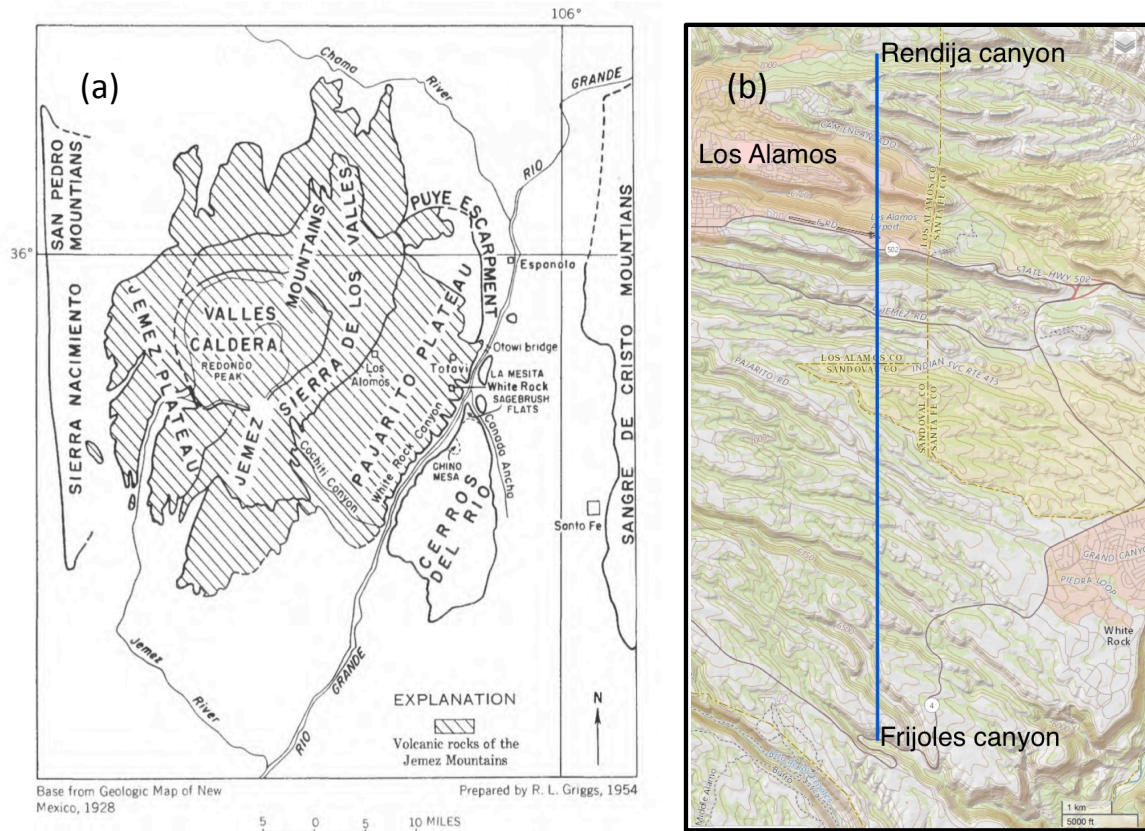 (a)
106°
Chama
River
GRANDE
RIO
SAN PEDRO
MOUNTIANS
PUYE ESCARPMENT
36°
Espanola
MOUNTAINS
SIERRA DE LOS VALLES
VALLES
CALDERA
REDONDO
PEAK
JEMEZ PLATEAU
SIERRA NACIMIENTO
Los
Alamos
PAJARITO PLATEAU
Otowi bridge
Totavi
LA MESITA
White Rock
SAGEBRUSH
FLATS
JEMEZ
Cochiti Canyon
White Rock Canyon
Canada Ancha
CHINO
MESA
CERROS
DEL RIO
Santo Fe
SANGRE DE CRISTO MOUNTIANS
Jemez
River
RIO
GRANDE
EXPLANATION
Volcanic rocks of the
Jemez Mountains
N
Base from Geologic Map of New
Mexico, 1928
Prepared by R. L. Griggs, 1954
5 0 5 10 MILES
(b)
Rendija canyon
Los Alamos
Los Alamos
Airport
502
LOS ALAMOS CO
SANTA FE CO
STATE HWY 502
E JEMEZ RD
LOS ALAMOS CO
SANDOVAL CO
INDIAN SVC RTE 415
PAJARITO RD
SANDOVAL CO
SANTA FE CO
GRAND CANYO
PIEDRA LOOP
White
Rock
4
Frijoles canyon
1 km
5000 ft